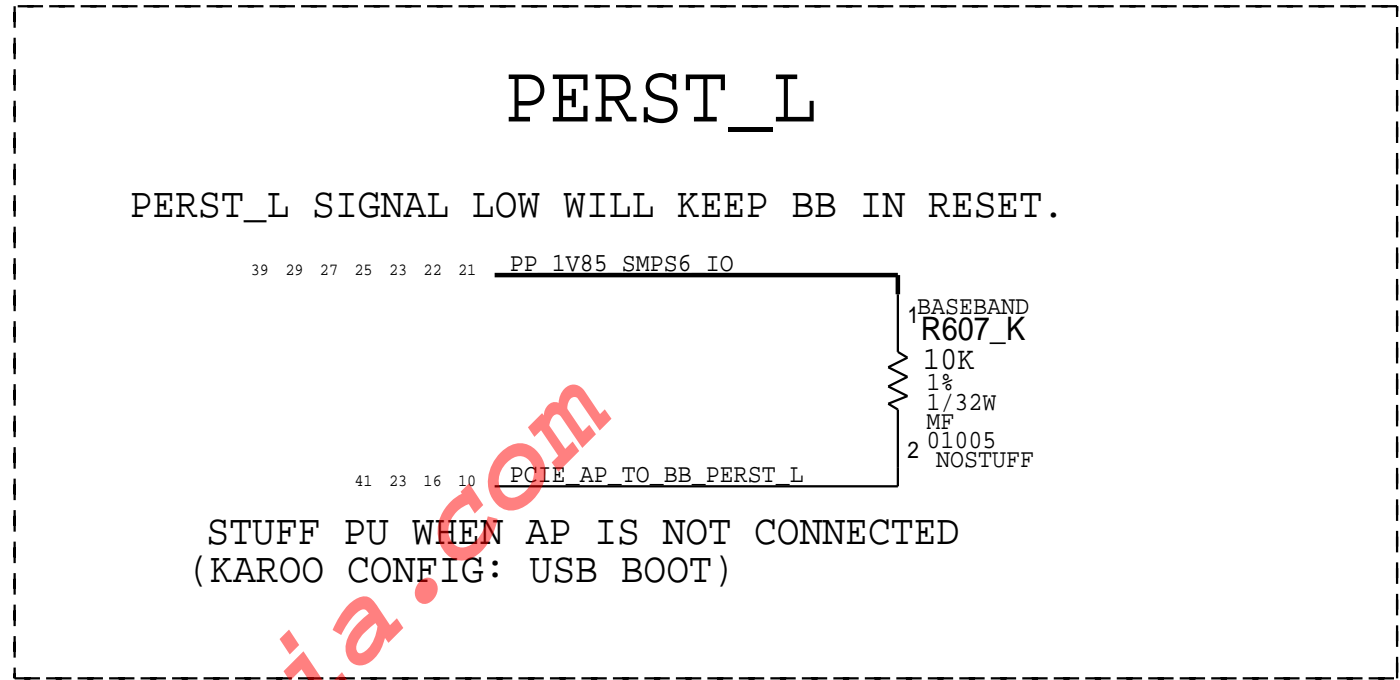 PERST_L
PERST_L SIGNAL LOW WILL KEEP BB IN RESET.
39 29 27 25 23 22 21 PP_1V85_SMPS6_IO
1 BASEBAND
R607_K
10K
1%
1/32W
MF
2 01005
NOSTUFF
41 23 16 10 PCIE_AP_TO_BB_PERST_L
STUFF PU WHEN AP IS NOT CONNECTED
(KAROO CONFIG: USB BOOT)
ia.com